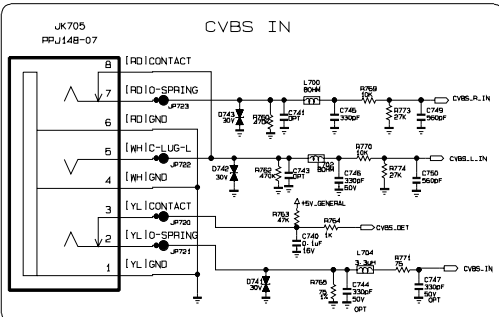 CVBS IN
JK705
PPJ148-07
8 [RD]CONTACT
7 [RD]O-SPRING
JP723
6 [RD]GND
5 [WH]C-LUG-L
JP722
4 [WH]GND
3 [YL]CONTACT
JP720
2 [YL]O-SPRING
JP721
1 [YL]GND
D743
30V
470K
C741
OPT
L700
80HM
C745
330pF
R769
10K
R773
27K
C749
560pF
CVBS_R_IN
D742
30V
R762
470K
C743
OPT
L702
80HM
C746
330pF
50V
R770
10K
R774
27K
C750
560pF
CVBS_L_IN
+5V_GENERAL
R763
47K
R764
1K
CVBS_DET
C740
0.1uF
16V
D741
30V
R765
75
1%
C744
330pF
50V
OPT
L704
3.3uH
R771
75
C747
330pF
50V
OPT
CVBS_IN